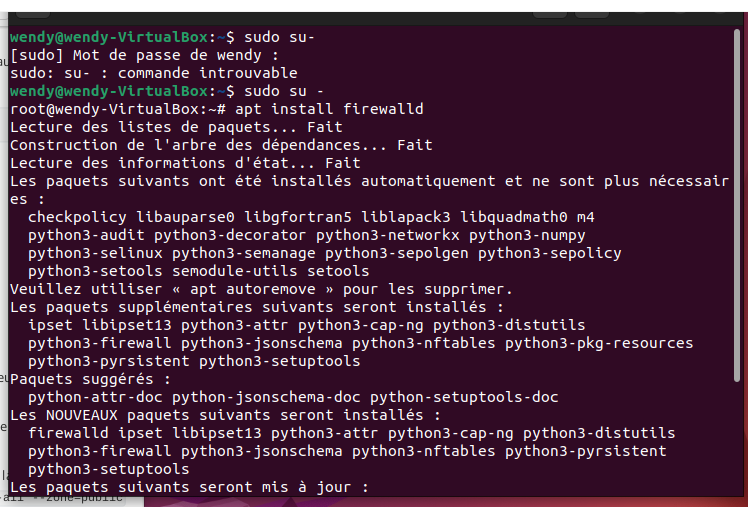 wendy@wendy-VirtualBox:~$ sudo su-
[sudo] Mot de passe de wendy :
sudo: su- : commande introuvable
wendy@wendy-VirtualBox:~$ sudo su -
root@wendy-VirtualBox:~# apt install firewalld
Lecture des listes de paquets... Fait
Construction de l'arbre des dépendances... Fait
Lecture des informations d'état... Fait
Les paquets suivants ont été installés automatiquement et ne sont plus nécessair
es :
  checkpolicy libauparse0 libgfortran5 liblapack3 libquadmath0 m4
  python3-audit python3-decorator python3-networkx python3-numpy
  python3-selinux python3-semanage python3-sepolgen python3-sepolicy
  python3-setools semodule-utils setools
Veuillez utiliser « apt autoremove » pour les supprimer.
Les paquets supplémentaires suivants seront installés :
  ipset libipset13 python3-attr python3-cap-ng python3-distutils
  python3-firewall python3-jsonschema python3-nftables python3-pkg-resources
  python3-pyrsistent python3-setuptools
Paquets suggérés :
  python-attr-doc python-jsonschema-doc python-setuptools-doc
Les NOUVEAUX paquets suivants seront installés :
  firewalld ipset libipset13 python3-attr python3-cap-ng python3-distutils
  python3-firewall python3-jsonschema python3-nftables python3-pyrsistent
  python3-setuptools
Les paquets suivants seront mis à jour :